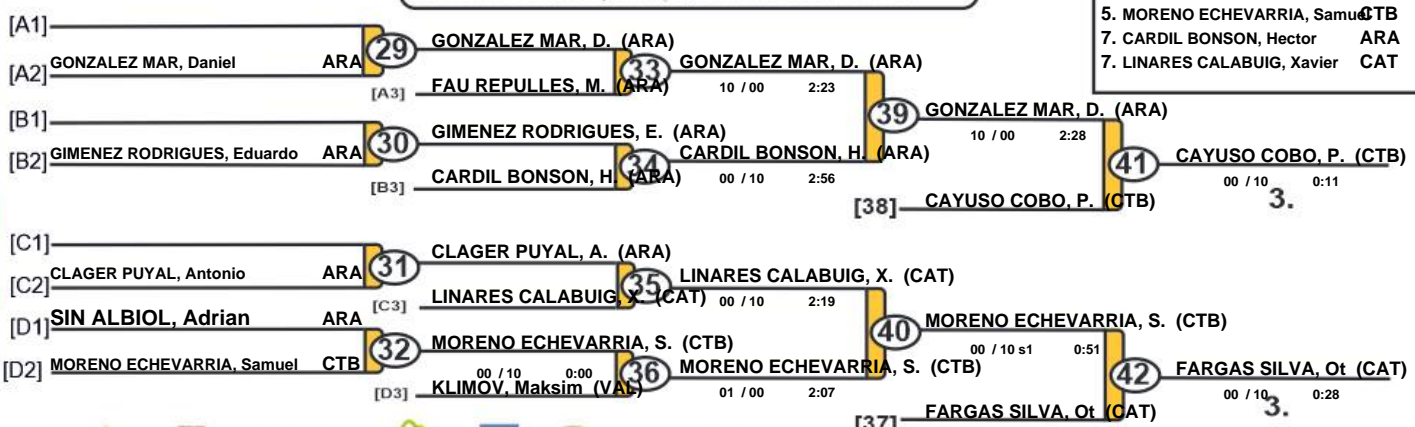 5. MORENO ECHEVARRIA, Samuel CTB
7. CARDIL BONSON, Hector ARA
7. LINARES CALABUIG, Xavier CAT
[A1]
[A2] GONZALEZ MAR, Daniel ARA
29
GONZALEZ MAR, D. (ARA)
[A3] FAU REPULLES, M. (ARA)
33
GONZALEZ MAR, D. (ARA)
10 / 00 2:23
[B1]
[B2] GIMENEZ RODRIGUES, Eduardo ARA
30
GIMENEZ RODRIGUES, E. (ARA)
[B3] CARDIL BONSON, H. (ARA)
34
CARDIL BONSON, H. (ARA)
00 / 10 2:56
39
GONZALEZ MAR, D. (ARA)
10 / 00 2:28
[38] CAYUSO COBO, P. (CTB)
41
CAYUSO COBO, P. (CTB)
00 / 10 0:11
3.
[C1]
[C2] CLAGER PUYAL, Antonio ARA
31
CLAGER PUYAL, A. (ARA)
[C3] LINARES CALABUIG, X. (CAT)
35
LINARES CALABUIG, X. (CAT)
00 / 10 2:19
[D1] SIN ALBIOL, Adrian ARA
[D2] MORENO ECHEVARRIA, Samuel CTB
32
MORENO ECHEVARRIA, S. (CTB)
00 / 10 0:00
[D3] KLIMOV, Maksim (VAL)
36
MORENO ECHEVARRIA, S. (CTB)
01 / 00 2:07
40
MORENO ECHEVARRIA, S. (CTB)
00 / 10 s1 0:51
[37] FARGAS SILVA, Ot (CAT)
42
FARGAS SILVA, Ot (CAT)
00 / 10 0:28
3.